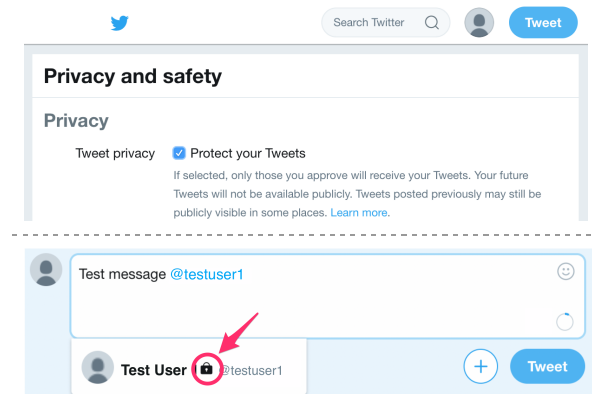 Search Twitter
Tweet
Privacy and safety
Privacy
Tweet privacy Protect your Tweets
If selected, only those you approve will receive your Tweets. Your future
Tweets will not be available publicly. Tweets posted previously may still be
publicly visible in some places. Learn more.
Test message @testuser1
Test User @testuser1
Tweet